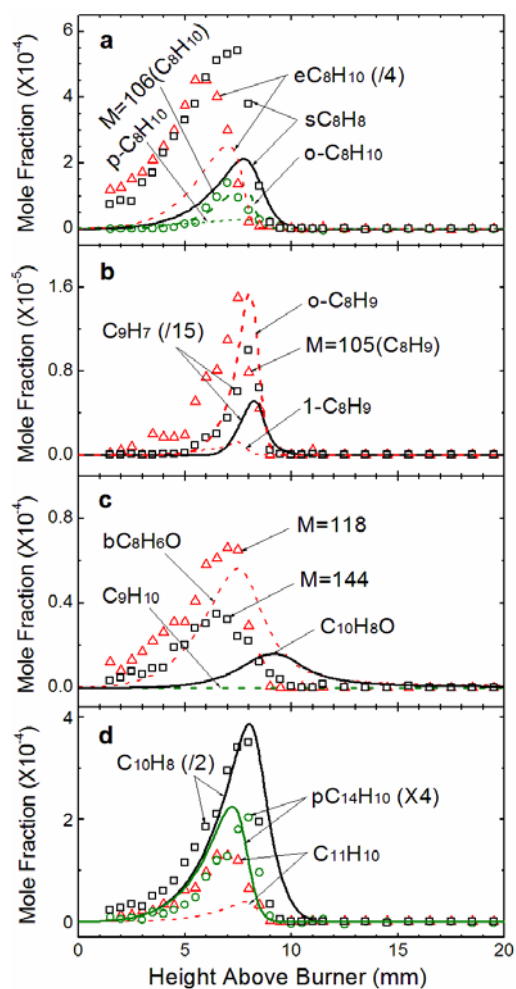 a
Mole Fraction (X10⁻⁴)
6
4
2
0
M=106(C₈H₁₀)
p-C₈H₁₀
eC₈H₁₀ (/4)
sC₈H₈
o-C₈H₁₀
b
Mole Fraction (X10⁻⁵)
1.6
0.8
0.0
C₉H₇ (/15)
o-C₈H₉
M=105(C₈H₉)
1-C₈H₉
c
Mole Fraction (X10⁻⁴)
0.8
0.4
0.0
bC₈H₆O
C₉H₁₀
M=118
M=144
C₁₀H₈O
d
Mole Fraction (X10⁻⁴)
4
2
0
C₁₀H₈ (/2)
pC₁₄H₁₀ (X4)
C₁₁H₁₀
0 5 10 15 20
Height Above Burner (mm)